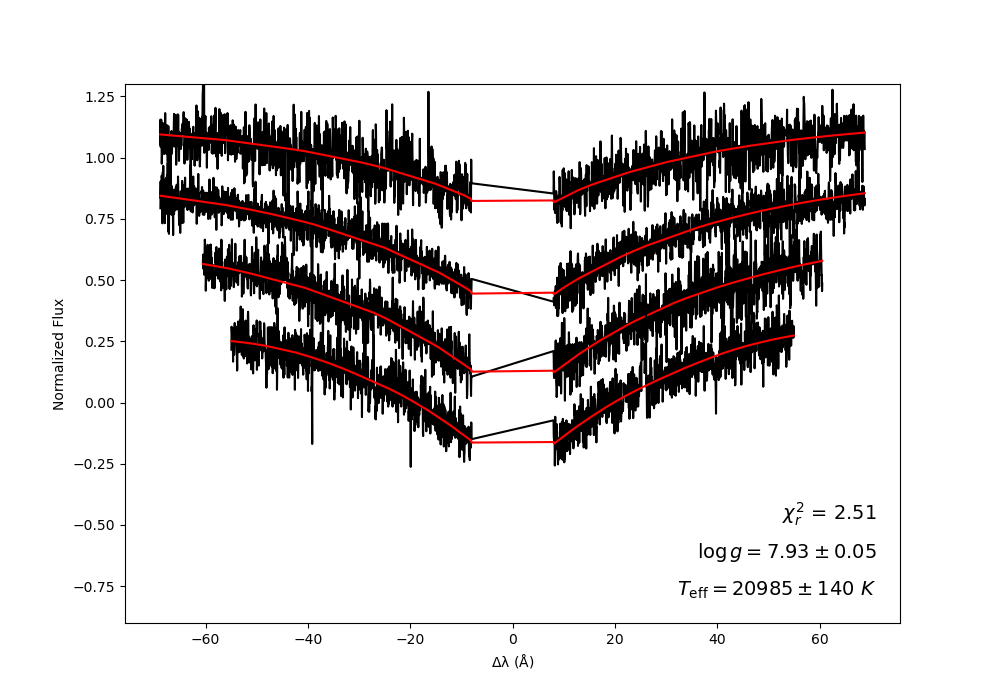 Normalized Flux
1.25
1.00
0.75
0.50
0.25
0.00
−0.25
−0.50
−0.75
χ_r^2 = 2.51
log g = 7.93 ± 0.05
T_eff = 20985 ± 140 K
−60 −40 −20 0 20 40 60
Δλ (Å)